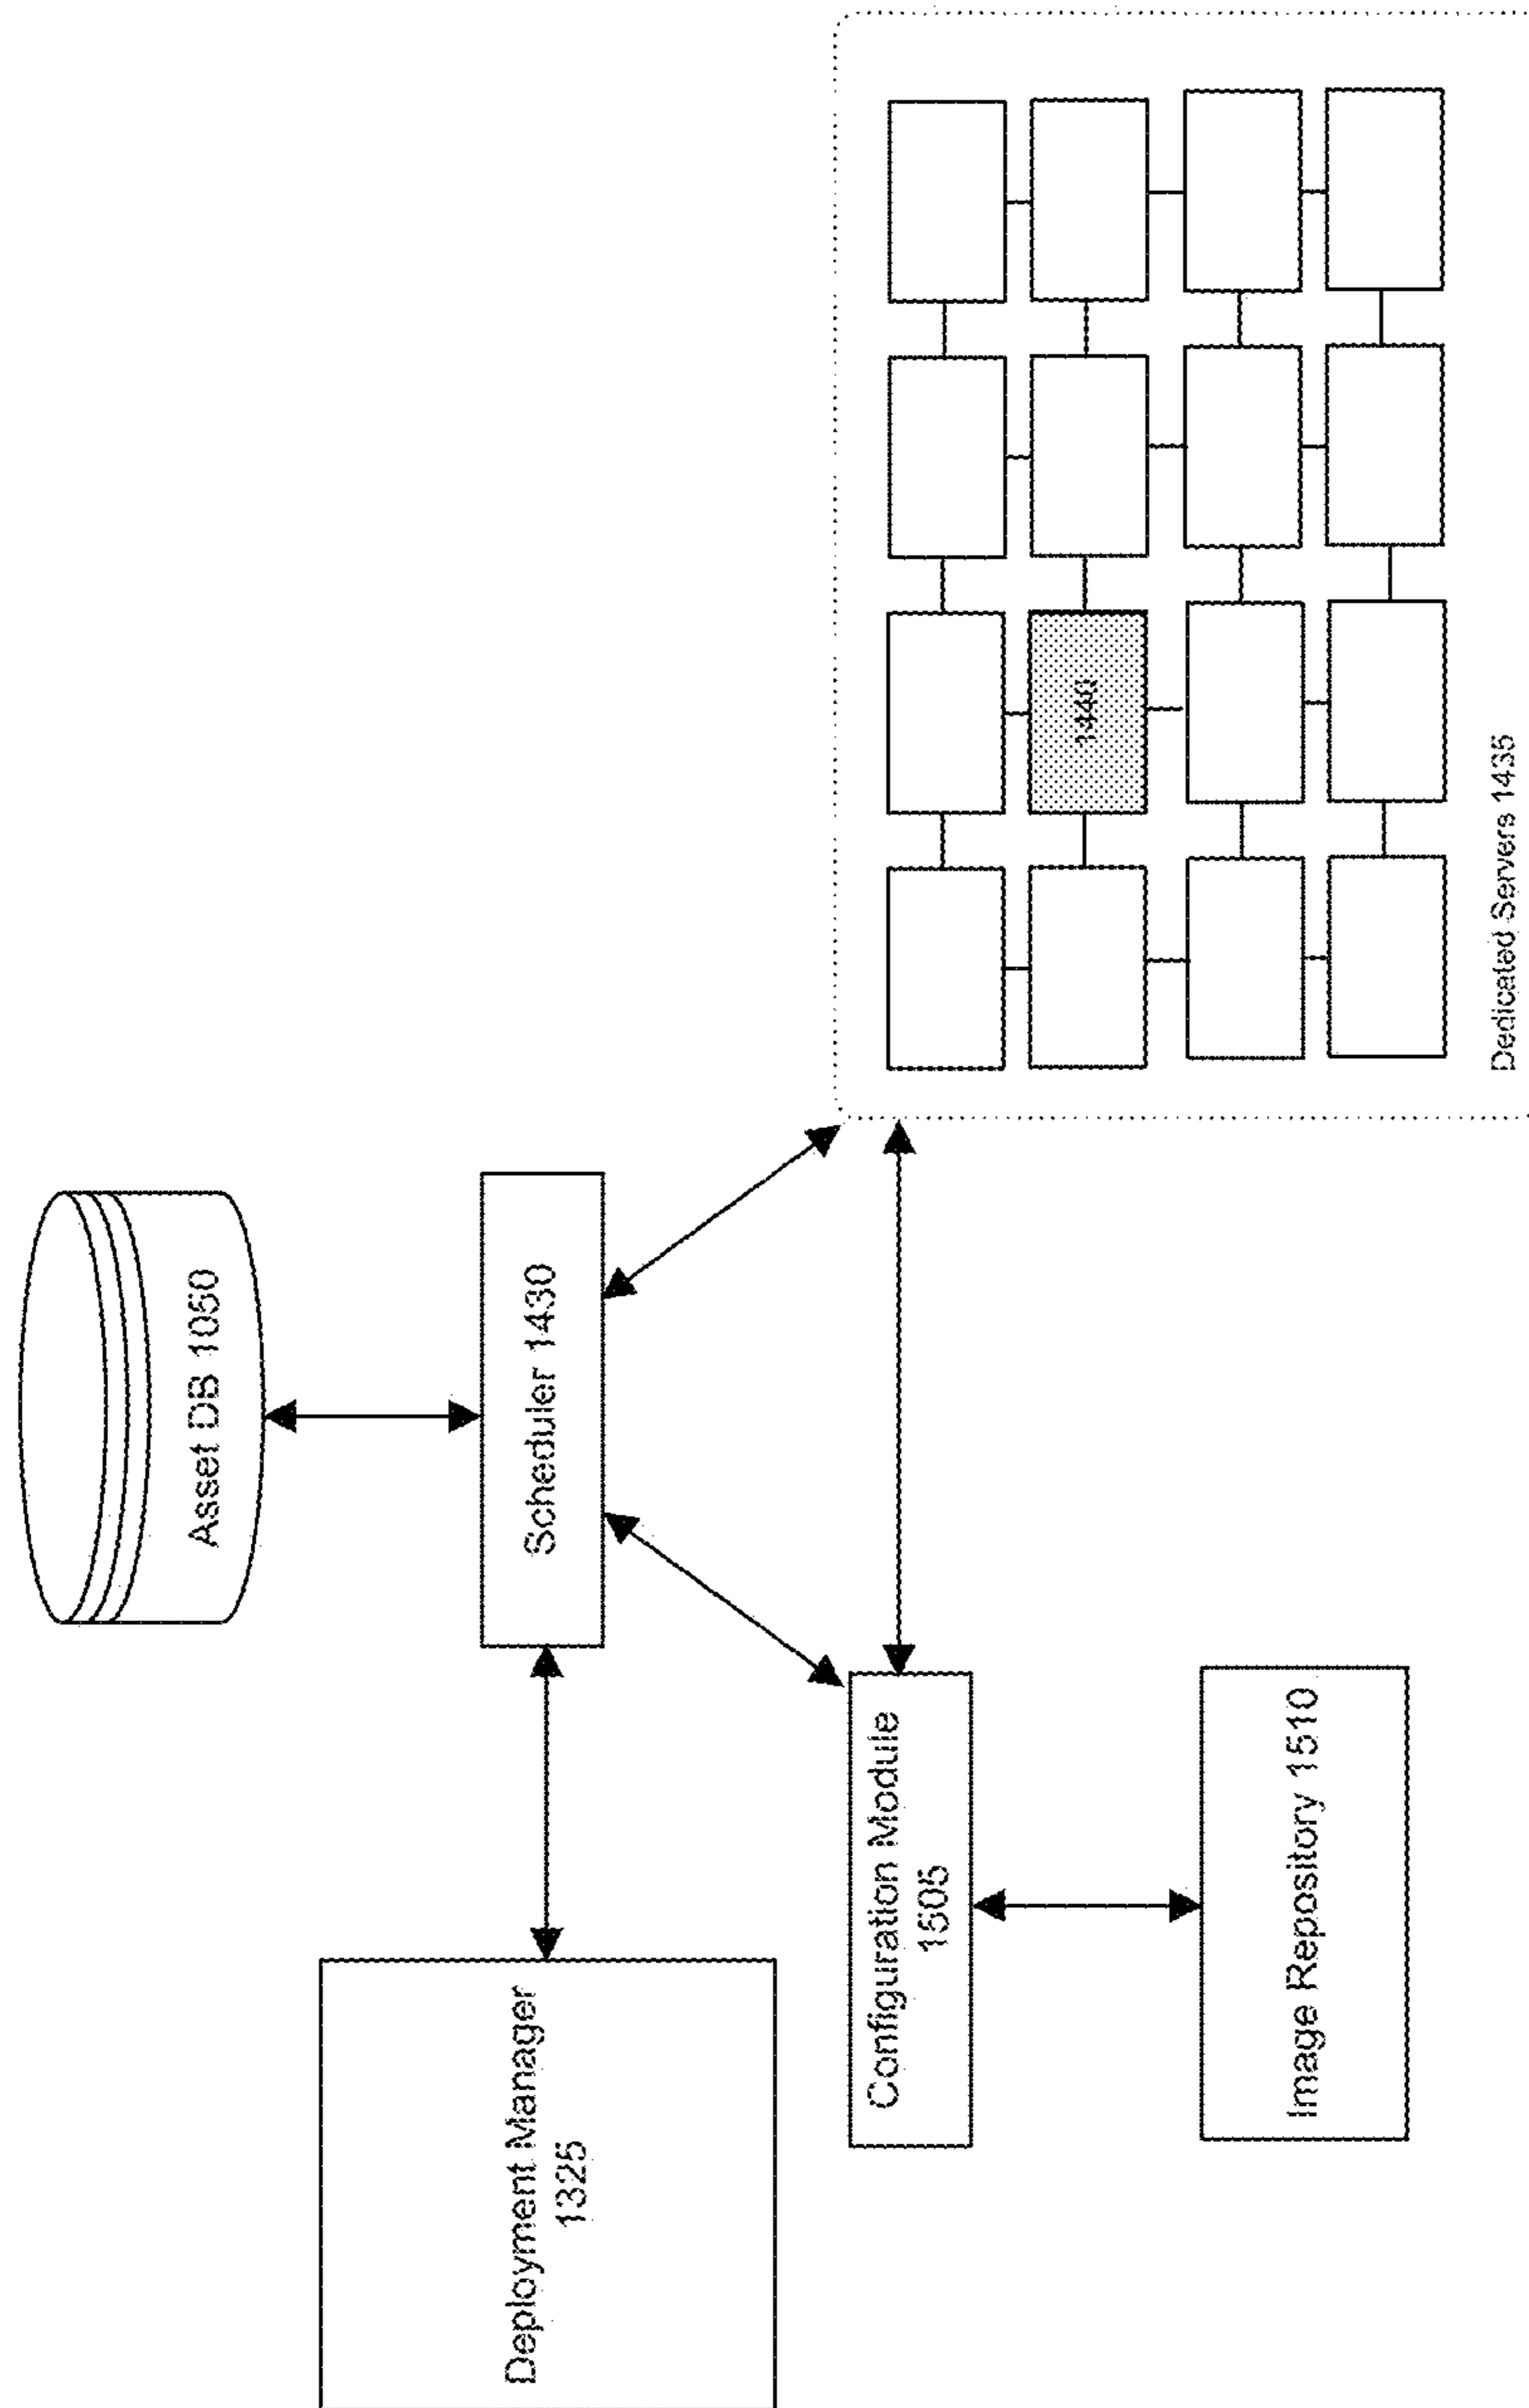 Asset DB 1050
Deployment Manager
1325
Scheduler 1430
Configuration Module
1505
1440
Image Repository 1510
Dedicated Servers 1435